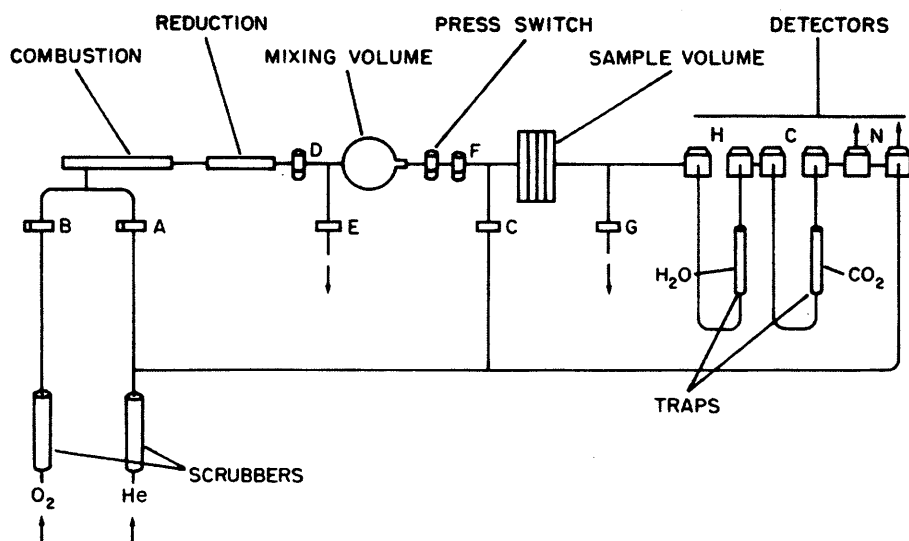 REDUCTION
PRESS SWITCH
DETECTORS
COMBUSTION
MIXING VOLUME
SAMPLE VOLUME
D
F
H
C
N
B
A
E
C
G
H2O
CO2
TRAPS
SCRUBBERS
O2
He